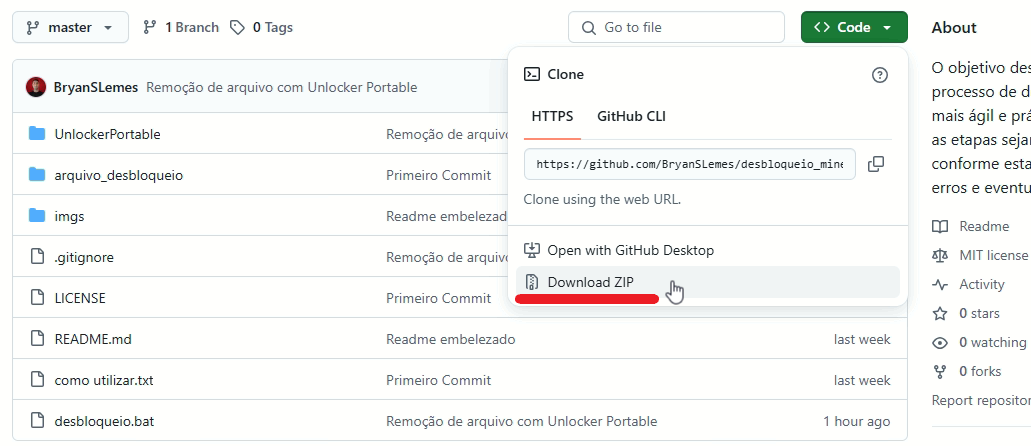 master
1 Branch
0 Tags
Go to file
Code
About
Clone
HTTPS
GitHub CLI
https://github.com/BryanSLemes/desbloqueio_mine
Clone using the web URL.
Open with GitHub Desktop
Download ZIP
BryanSLemes Remoção de arquivo com Unlocker Portable
UnlockerPortable Remoção de arquivo
arquivo_desbloqueio Primeiro Commit
imgs Readme embelezad
.gitignore Remoção de arquivo
LICENSE Primeiro Commit
README.md Readme embelezado last week
como utilizar.txt Primeiro Commit last week
desbloqueio.bat Remoção de arquivo com Unlocker Portable 1 hour ago
O objetivo des
processo de d
mais ágil e prá
as etapas seja
conforme esta
erros e eventu
Readme
MIT license
Activity
0 stars
0 watching
0 forks
Report repositor